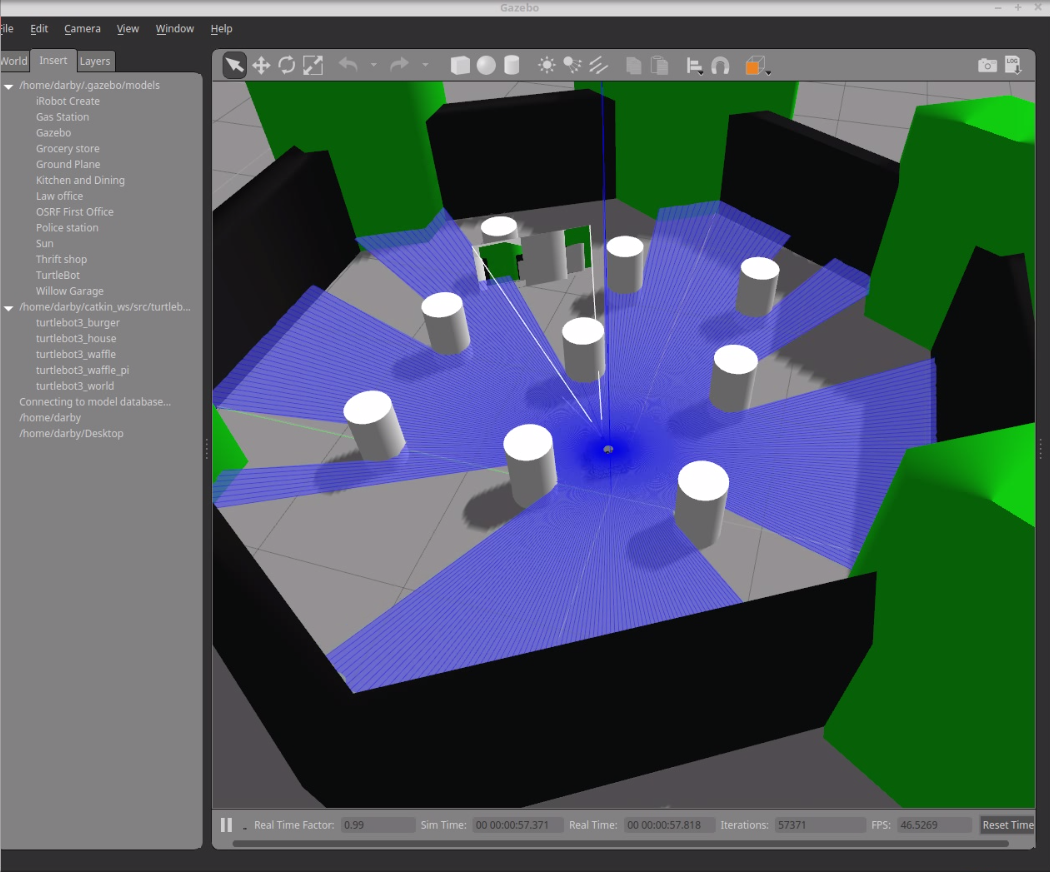 Gazebo
File Edit Camera View Window Help
World Insert Layers
/home/darby/.gazebo/models
iRobot Create
Gas Station
Gazebo
Grocery store
Ground Plane
Kitchen and Dining
Law office
OSRF First Office
Police station
Sun
Thrift shop
TurtleBot
Willow Garage
/home/darby/catkin_ws/src/turtleb...
turtlebot3_burger
turtlebot3_house
turtlebot3_waffle
turtlebot3_waffle_pi
turtlebot3_world
Connecting to model database...
/home/darby
/home/darby/Desktop
LOG
Real Time Factor: 0.99 Sim Time: 00 00:00:57.371 Real Time: 00 00:00:57.818 Iterations: 57371 FPS: 46.5269 Reset Time